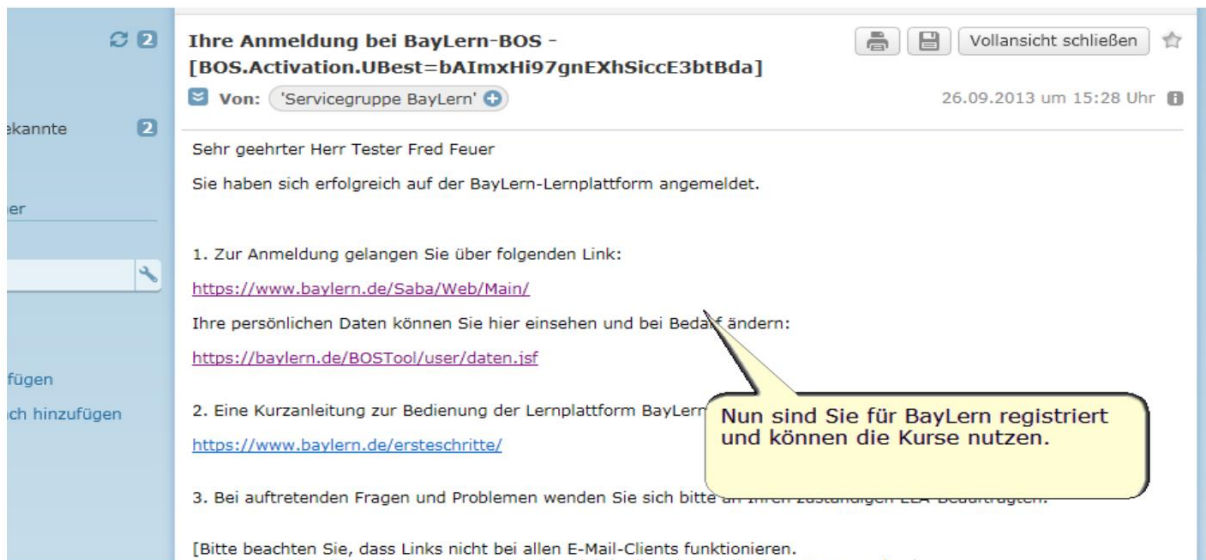 2
Ihre Anmeldung bei BayLern-BOS -
[BOS.Activation.UBest=bAImxHi97gnEXhSiccE3btBda]
Vollansicht schließen
Von: 'Servicegruppe BayLern'
26.09.2013 um 15:28 Uhr
ekannte 2
Sehr geehrter Herr Tester Fred Feuer
Sie haben sich erfolgreich auf der BayLern-Lernplattform angemeldet.
er
1. Zur Anmeldung gelangen Sie über folgenden Link:
https://www.baylern.de/Saba/Web/Main/
Ihre persönlichen Daten können Sie hier einsehen und bei Bedarf ändern:
https://baylern.de/BOSTool/user/daten.jsf
fügen
ch hinzufügen
2. Eine Kurzanleitung zur Bedienung der Lernplattform BayLern
https://www.baylern.de/ersteschritte/
Nun sind Sie für BayLern registriert
und können die Kurse nutzen.
3. Bei auftretenden Fragen und Problemen wenden Sie sich bitte an Ihren zuständigen
[Bitte beachten Sie, dass Links nicht bei allen E-Mail-Clients funktionieren.